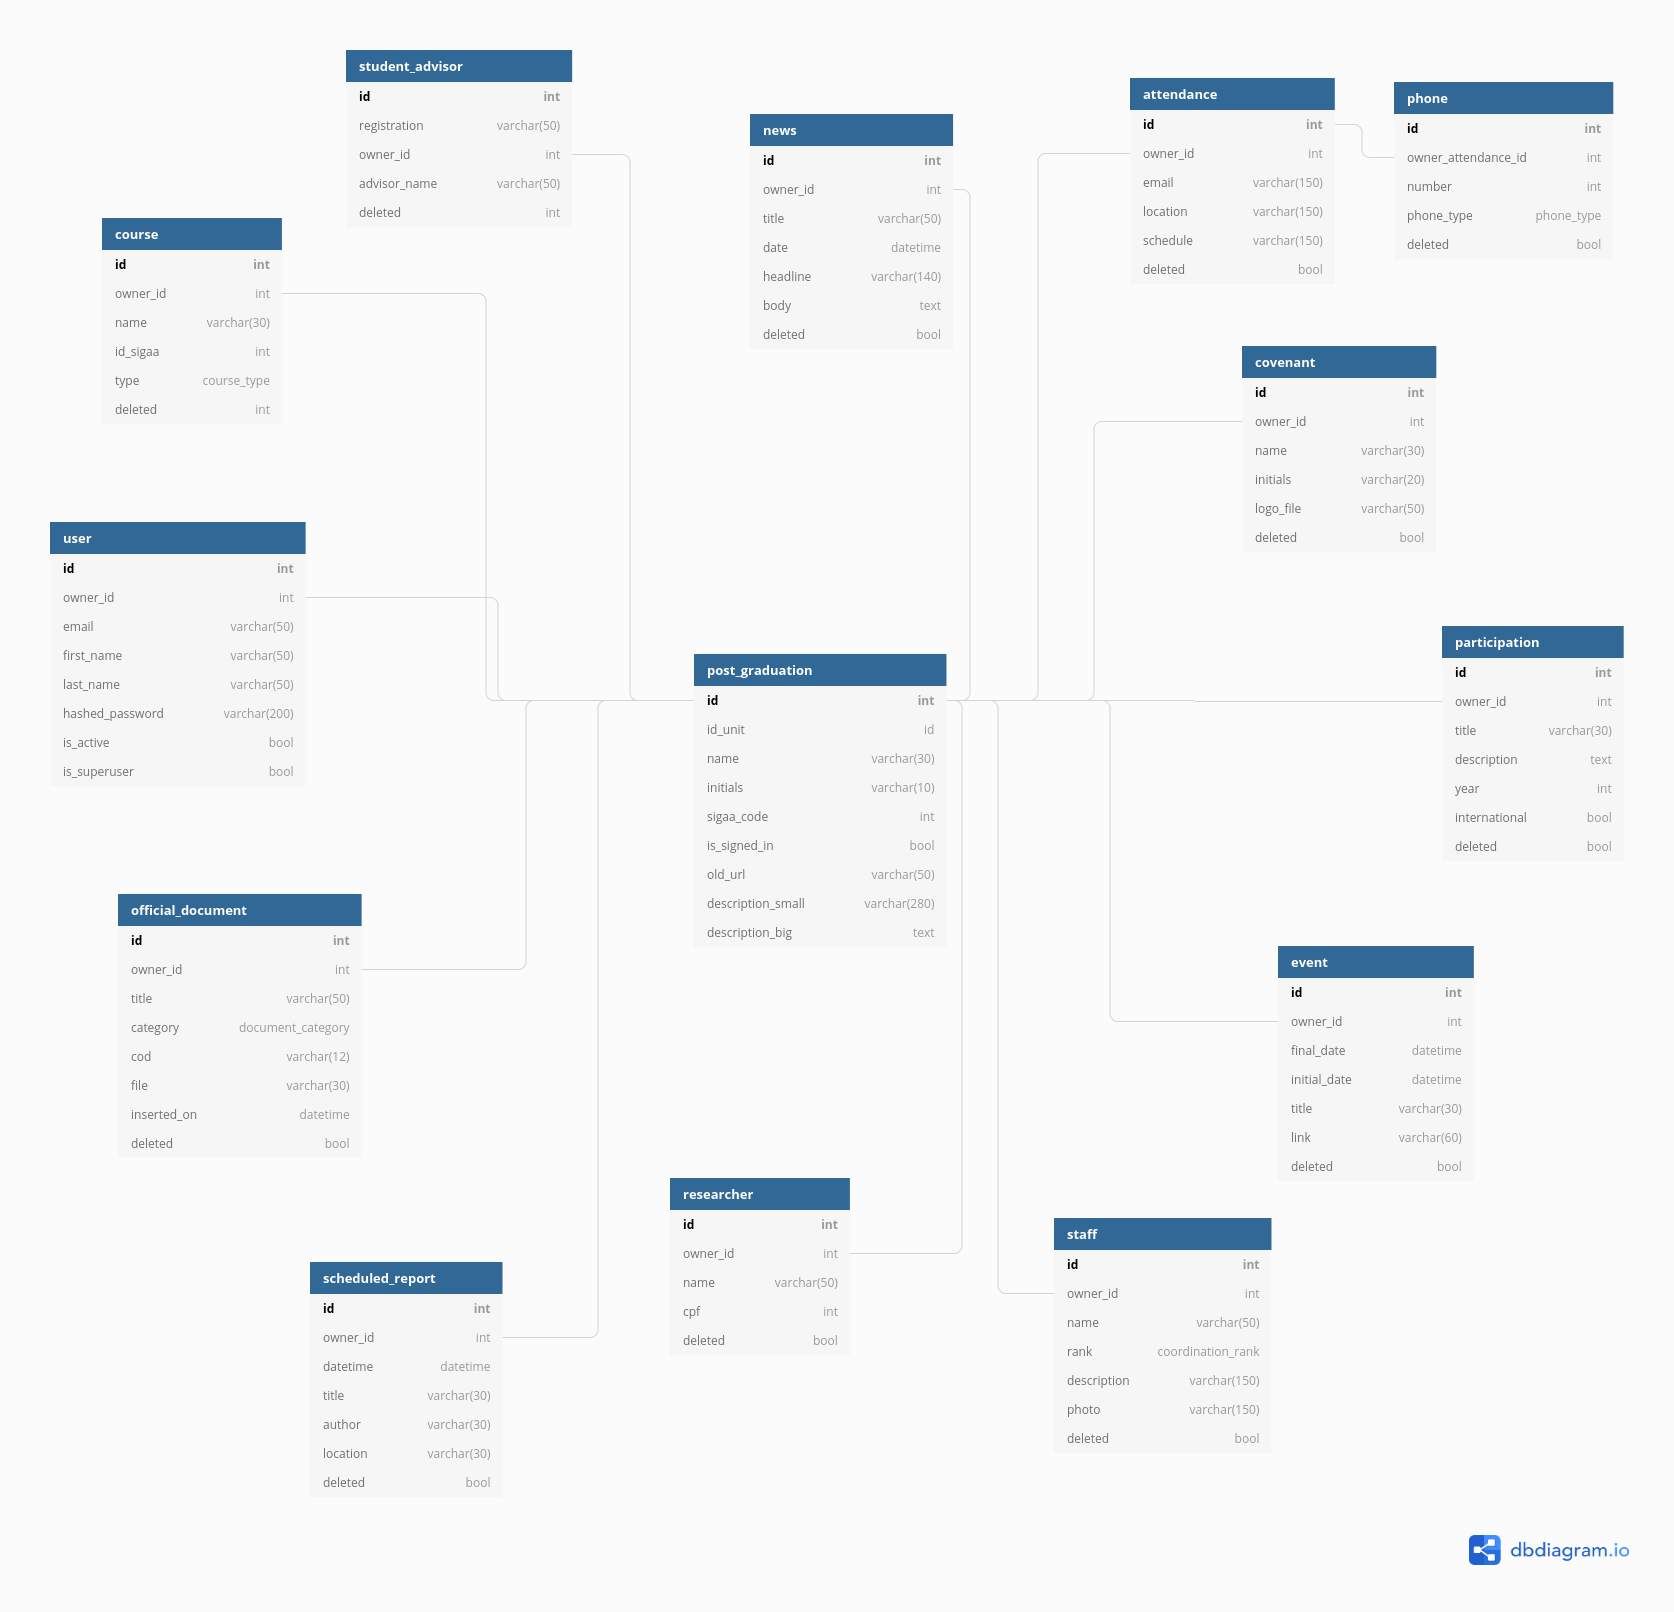 student_advisor
id int
registration varchar(50)
owner_id int
advisor_name varchar(50)
deleted int
news
id int
owner_id int
title varchar(50)
date datetime
headline varchar(140)
body text
deleted bool
attendance
id int
owner_id int
email varchar(150)
location varchar(150)
schedule varchar(150)
deleted bool
phone
id int
owner_attendance_id int
number int
phone_type phone_type
deleted bool
course
id int
owner_id int
name varchar(30)
id_sigaa int
type course_type
deleted int
covenant
id int
owner_id int
name varchar(30)
initials varchar(20)
logo_file varchar(50)
deleted bool
user
id int
owner_id int
email varchar(50)
first_name varchar(50)
last_name varchar(50)
hashed_password varchar(200)
is_active bool
is_superuser bool
post_graduation
id int
id_unit id
name varchar(30)
initials varchar(10)
sigaa_code int
is_signed_in bool
old_url varchar(50)
description_small varchar(280)
description_big text
participation
id int
owner_id int
title varchar(30)
description text
year int
international bool
deleted bool
official_document
id int
owner_id int
title varchar(50)
category document_category
cod varchar(12)
file varchar(30)
inserted_on datetime
deleted bool
event
id int
owner_id int
final_date datetime
initial_date datetime
title varchar(30)
link varchar(60)
deleted bool
researcher
id int
owner_id int
name varchar(50)
cpf int
deleted bool
staff
id int
owner_id int
name varchar(50)
rank coordination_rank
description varchar(150)
photo varchar(150)
deleted bool
scheduled_report
id int
owner_id int
datetime datetime
title varchar(30)
author varchar(30)
location varchar(30)
deleted bool
dbdiagram.io